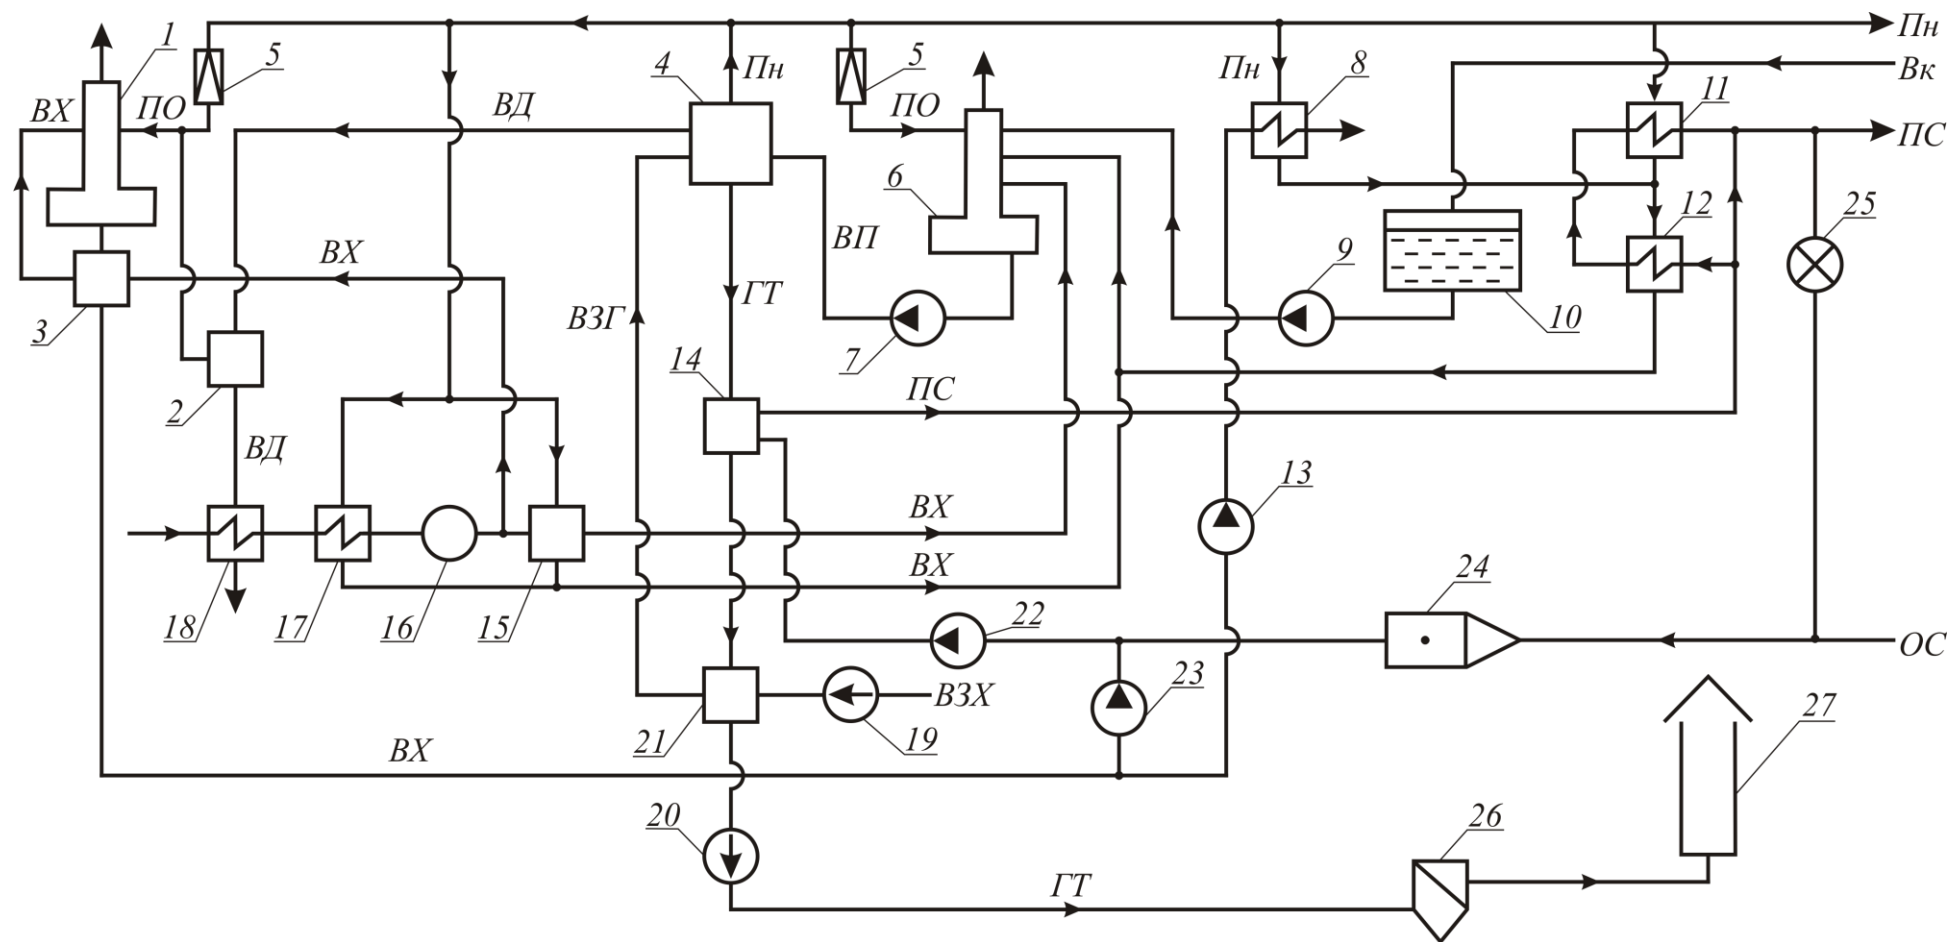 1 5 4 Пн 5 Пн 8 Пн
Вк
ВХ ПО ВД ПО 11
ПС
6 12 25
ВХ ВП 9
3 ВЗГ ГТ 7 10
14
2 ПС
ВД 13
ВХ
ВХ 24
18 17 16 15 22
ОС
23
ВЗХ
21 19 27
ВХ
20 26
ГТ